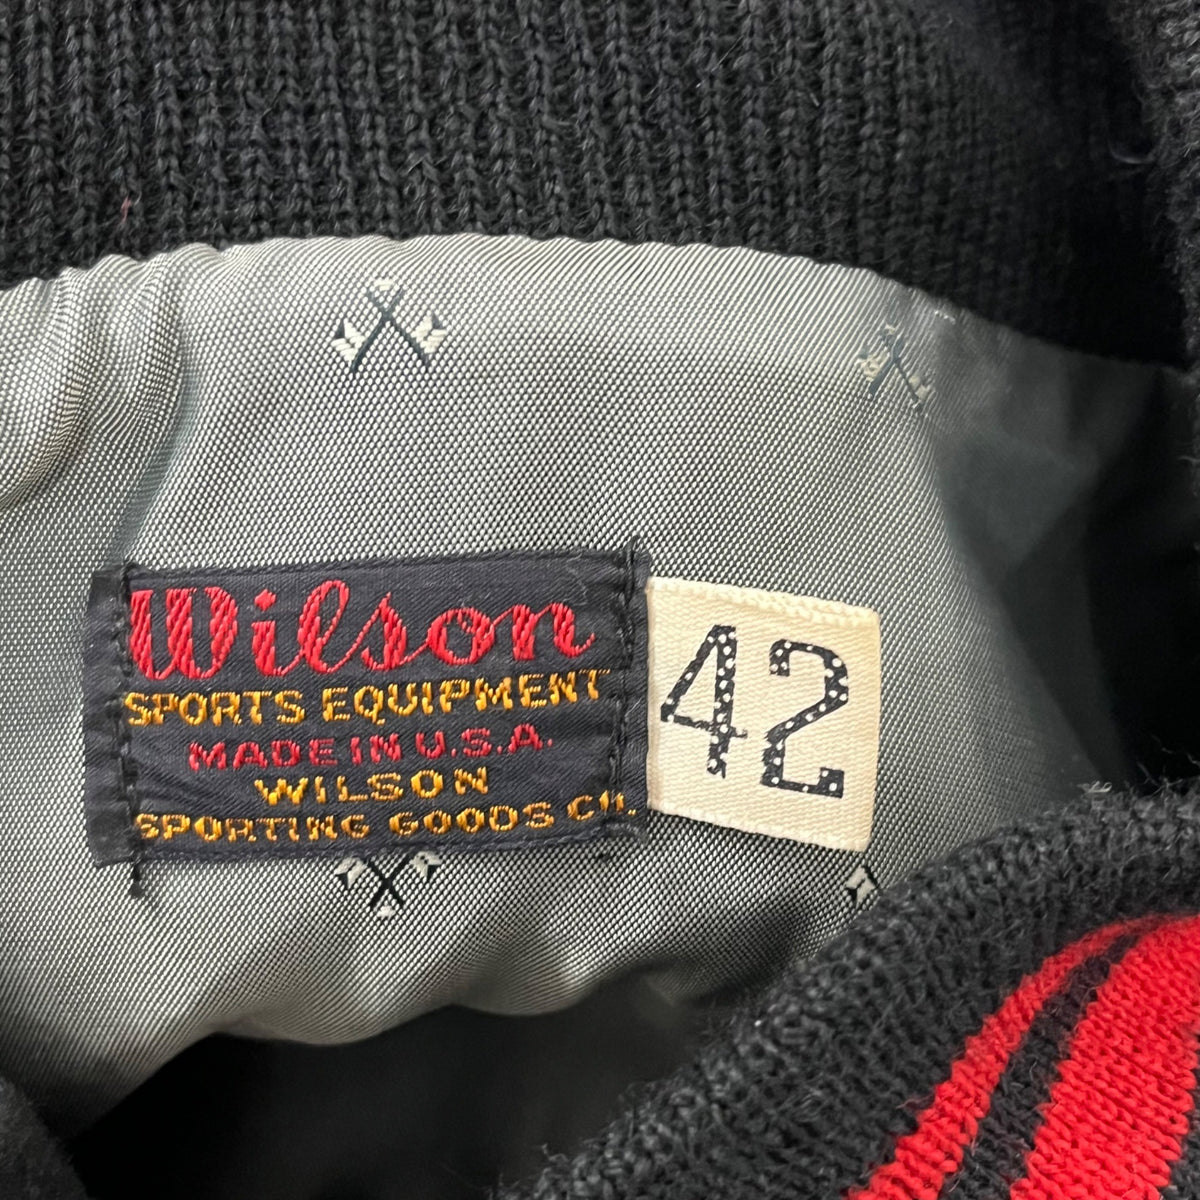 Wilson
SPORTS EQUIPMENT
MADE IN U.S.A.
WILSON
SPORTING GOODS CO.
42